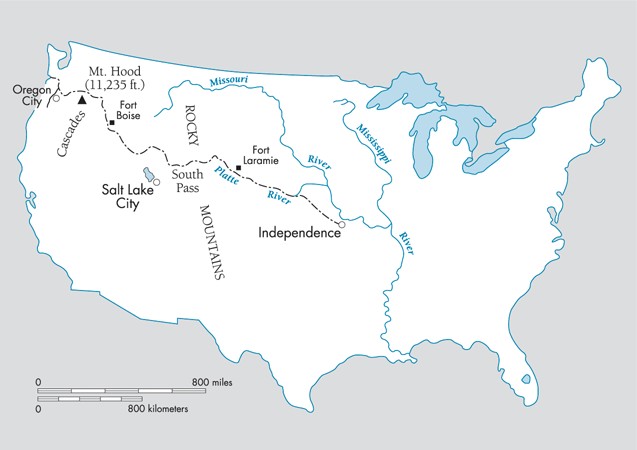 Mt. Hood
(11,235 ft.)
Oregon
City
Cascades
Fort
Boise
Missouri
River
ROCKY
MOUNTAINS
Mississippi
River
Fort
Laramie
South
Pass
Platte
River
Salt Lake
City
Independence
0
800 miles
0
800 kilometers